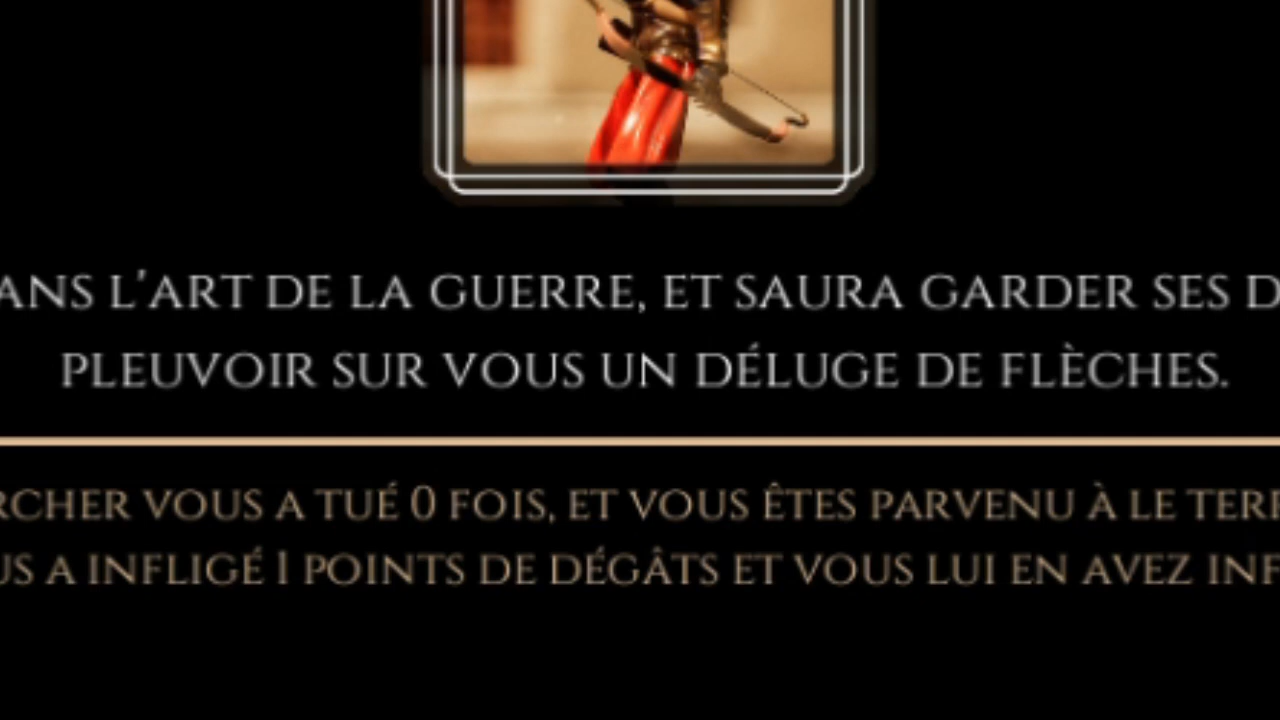 ANS L'ART DE LA GUERRE, ET SAURA GARDER SES D
PLEUVOIR SUR VOUS UN DÉLUGE DE FLÈCHES.
RCHER VOUS A TUÉ 0 FOIS, ET VOUS ÊTES PARVENU À LE TER
US A INFLIGÉ 1 POINTS DE DÉGÂTS ET VOUS LUI EN AVEZ INF